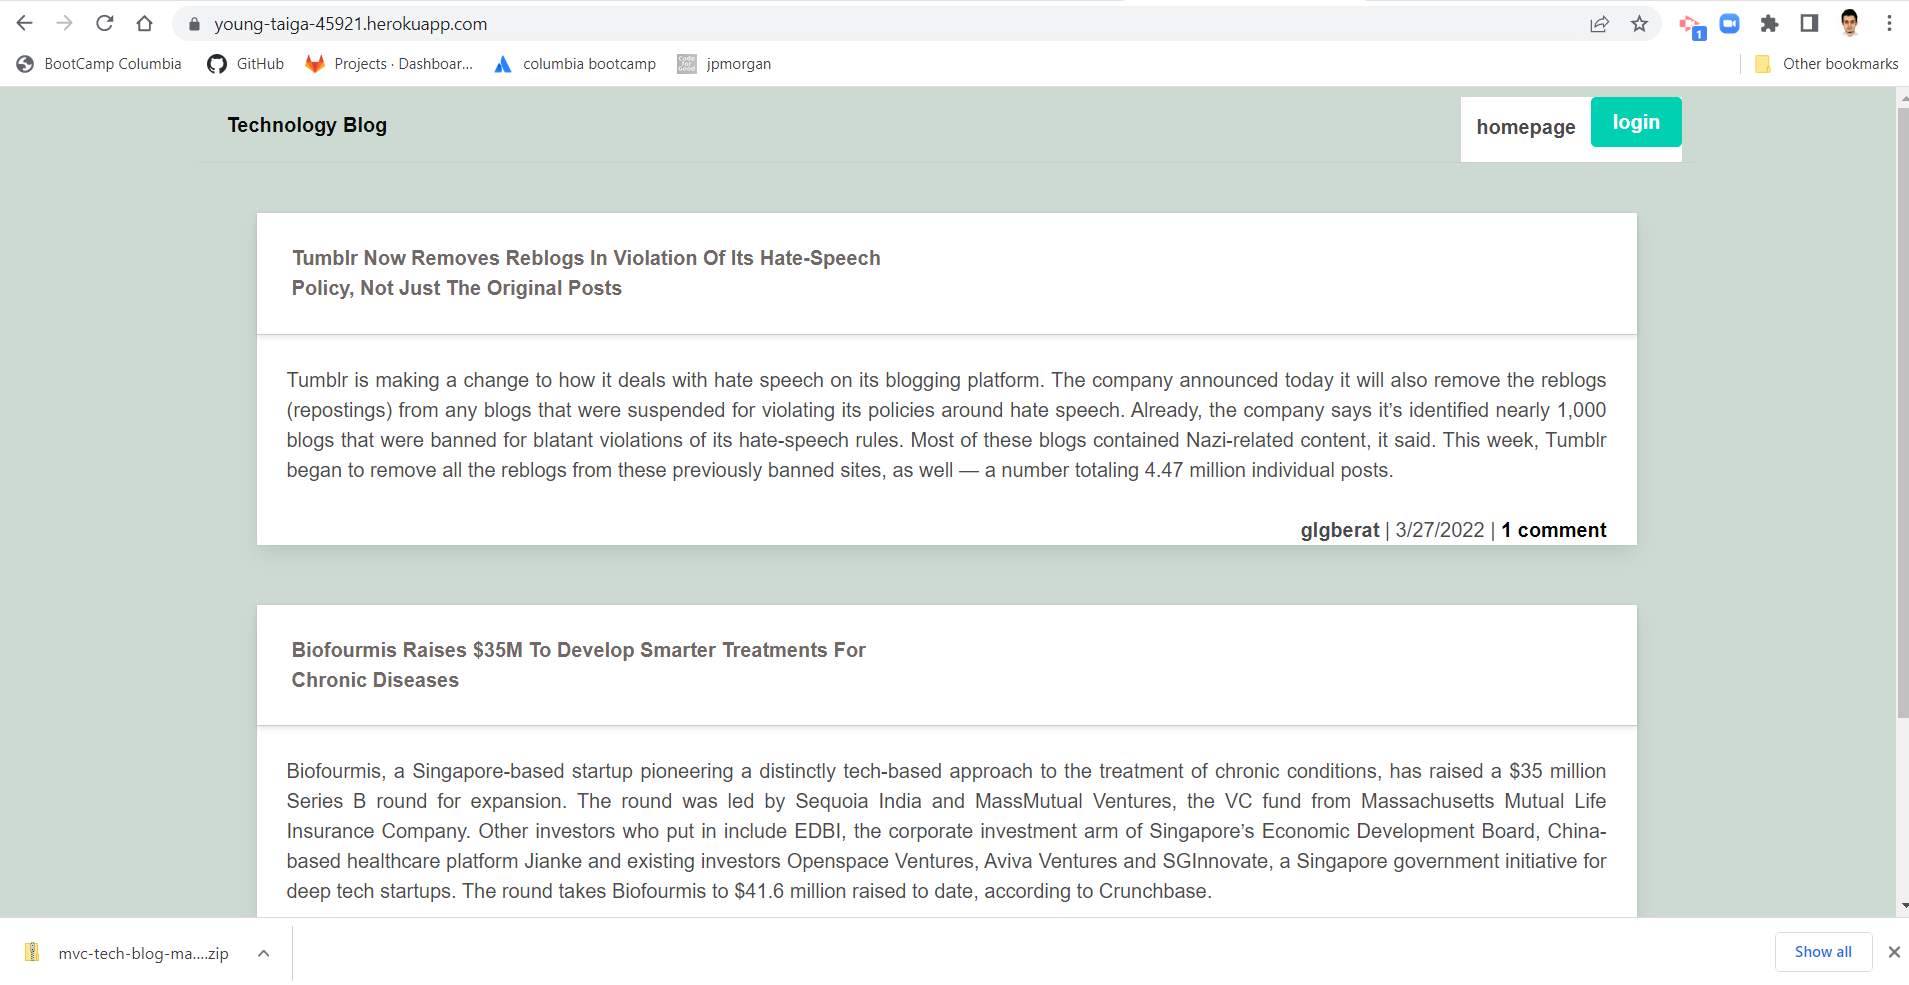 young-taiga-45921.herokuapp.com
1
BootCamp Columbia GitHub Projects · Dashboar... columbia bootcamp Code for Good jpmorgan Other bookmarks
Technology Blog homepage login
Tumblr Now Removes Reblogs In Violation Of Its Hate-Speech
Policy, Not Just The Original Posts
Tumblr is making a change to how it deals with hate speech on its blogging platform. The company announced today it will also remove the reblogs
(repostings) from any blogs that were suspended for violating its policies around hate speech. Already, the company says it’s identified nearly 1,000
blogs that were banned for blatant violations of its hate-speech rules. Most of these blogs contained Nazi-related content, it said. This week, Tumblr
began to remove all the reblogs from these previously banned sites, as well — a number totaling 4.47 million individual posts.
glgberat | 3/27/2022 | 1 comment
Biofourmis Raises $35M To Develop Smarter Treatments For
Chronic Diseases
Biofourmis, a Singapore-based startup pioneering a distinctly tech-based approach to the treatment of chronic conditions, has raised a $35 million
Series B round for expansion. The round was led by Sequoia India and MassMutual Ventures, the VC fund from Massachusetts Mutual Life
Insurance Company. Other investors who put in include EDBI, the corporate investment arm of Singapore’s Economic Development Board, China-
based healthcare platform Jianke and existing investors Openspace Ventures, Aviva Ventures and SGInnovate, a Singapore government initiative for
deep tech startups. The round takes Biofourmis to $41.6 million raised to date, according to Crunchbase.
mvc-tech-blog-ma....zip Show all